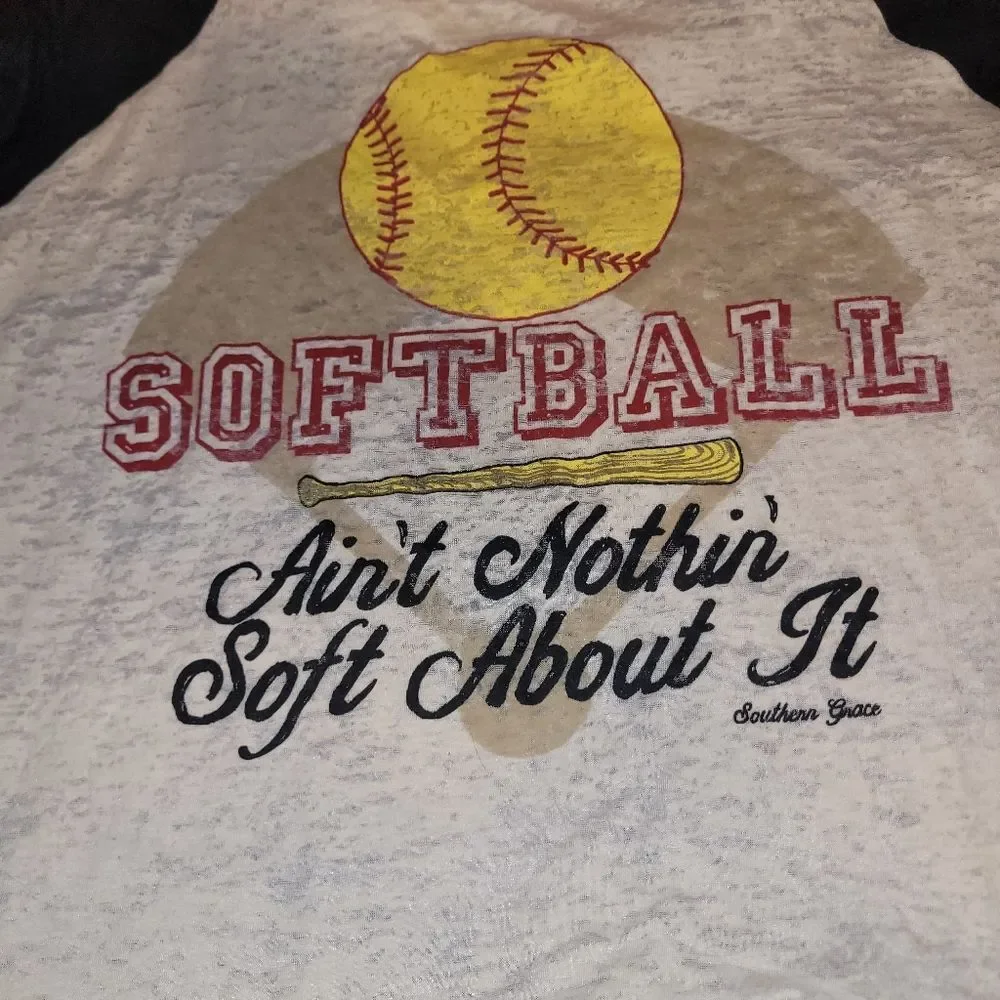 SOFTBALL
Ain't Nothin'
Soft About It
Southern Grace